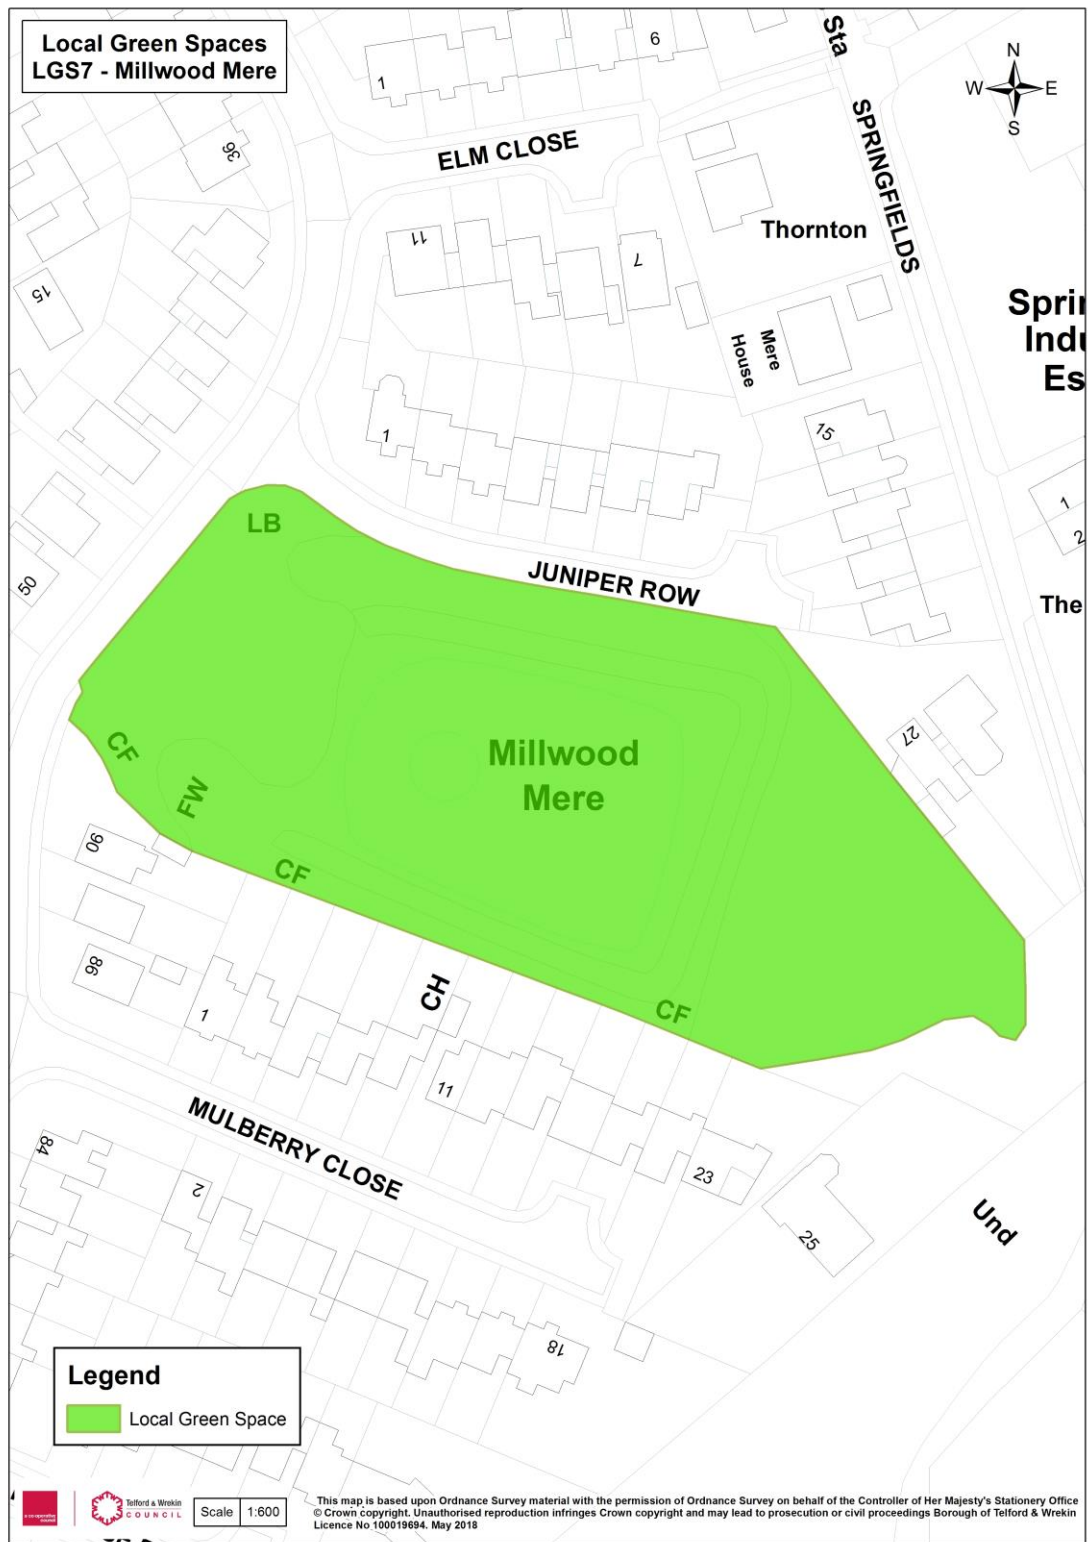 Local Green Spaces
LGS7 - Millwood Mere
Sta
6
1
N
W E
S
SPRINGFIELDS
ELM CLOSE
36
11
7
Thornton
15
Mere
House
1
15
1
2
LB
50
JUNIPER ROW
The
27
Millwood
Mere
CF
FW
90
CF
86
CH
CF
1
11
MULBERRY CLOSE
84
2
23
25
Und
18
Legend
Local Green Space
a co-operative
council
Telford & Wrekin
COUNCIL
Scale 1:600
This map is based upon Ordnance Survey material with the permission of Ordnance Survey on behalf of the Controller of Her Majesty's Stationery Office
© Crown copyright. Unauthorised reproduction infringes Crown copyright and may lead to prosecution or civil proceedings Borough of Telford & Wrekin
Licence No 100019694. May 2018